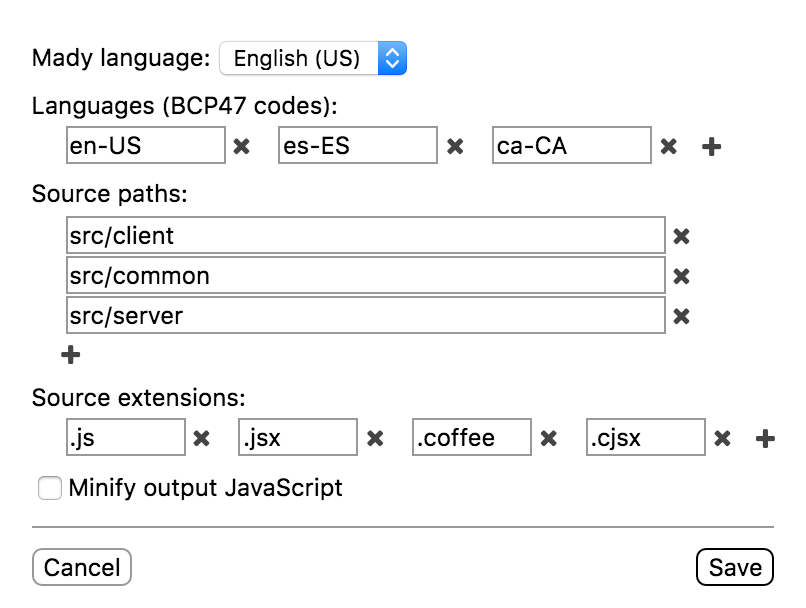 Mady language: English (US)
Languages (BCP47 codes):
en-US es-ES ca-CA
Source paths:
src/client
src/common
src/server
Source extensions:
.js .jsx .coffee .cjsx
Minify output JavaScript
Cancel Save